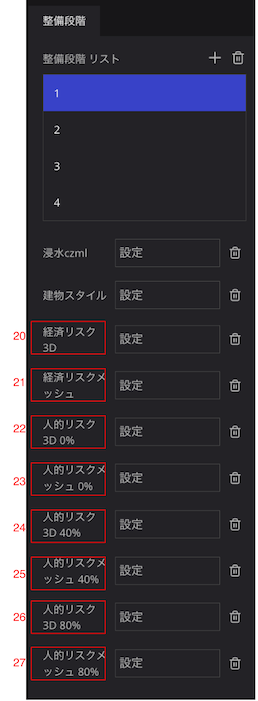 整備段階
整備段階 リスト
1
2
3
4
浸水czml 設定
建物スタイル 設定
20 経済リスク
3D 設定
21 経済リスクメ
ッシュ 設定
22 人的リスク
3D 0% 設定
23 人的リスクメ
ッシュ 0% 設定
24 人的リスク
3D 40% 設定
25 人的リスクメ
ッシュ 40% 設定
26 人的リスク
3D 80% 設定
27 人的リスクメ
ッシュ 80% 設定